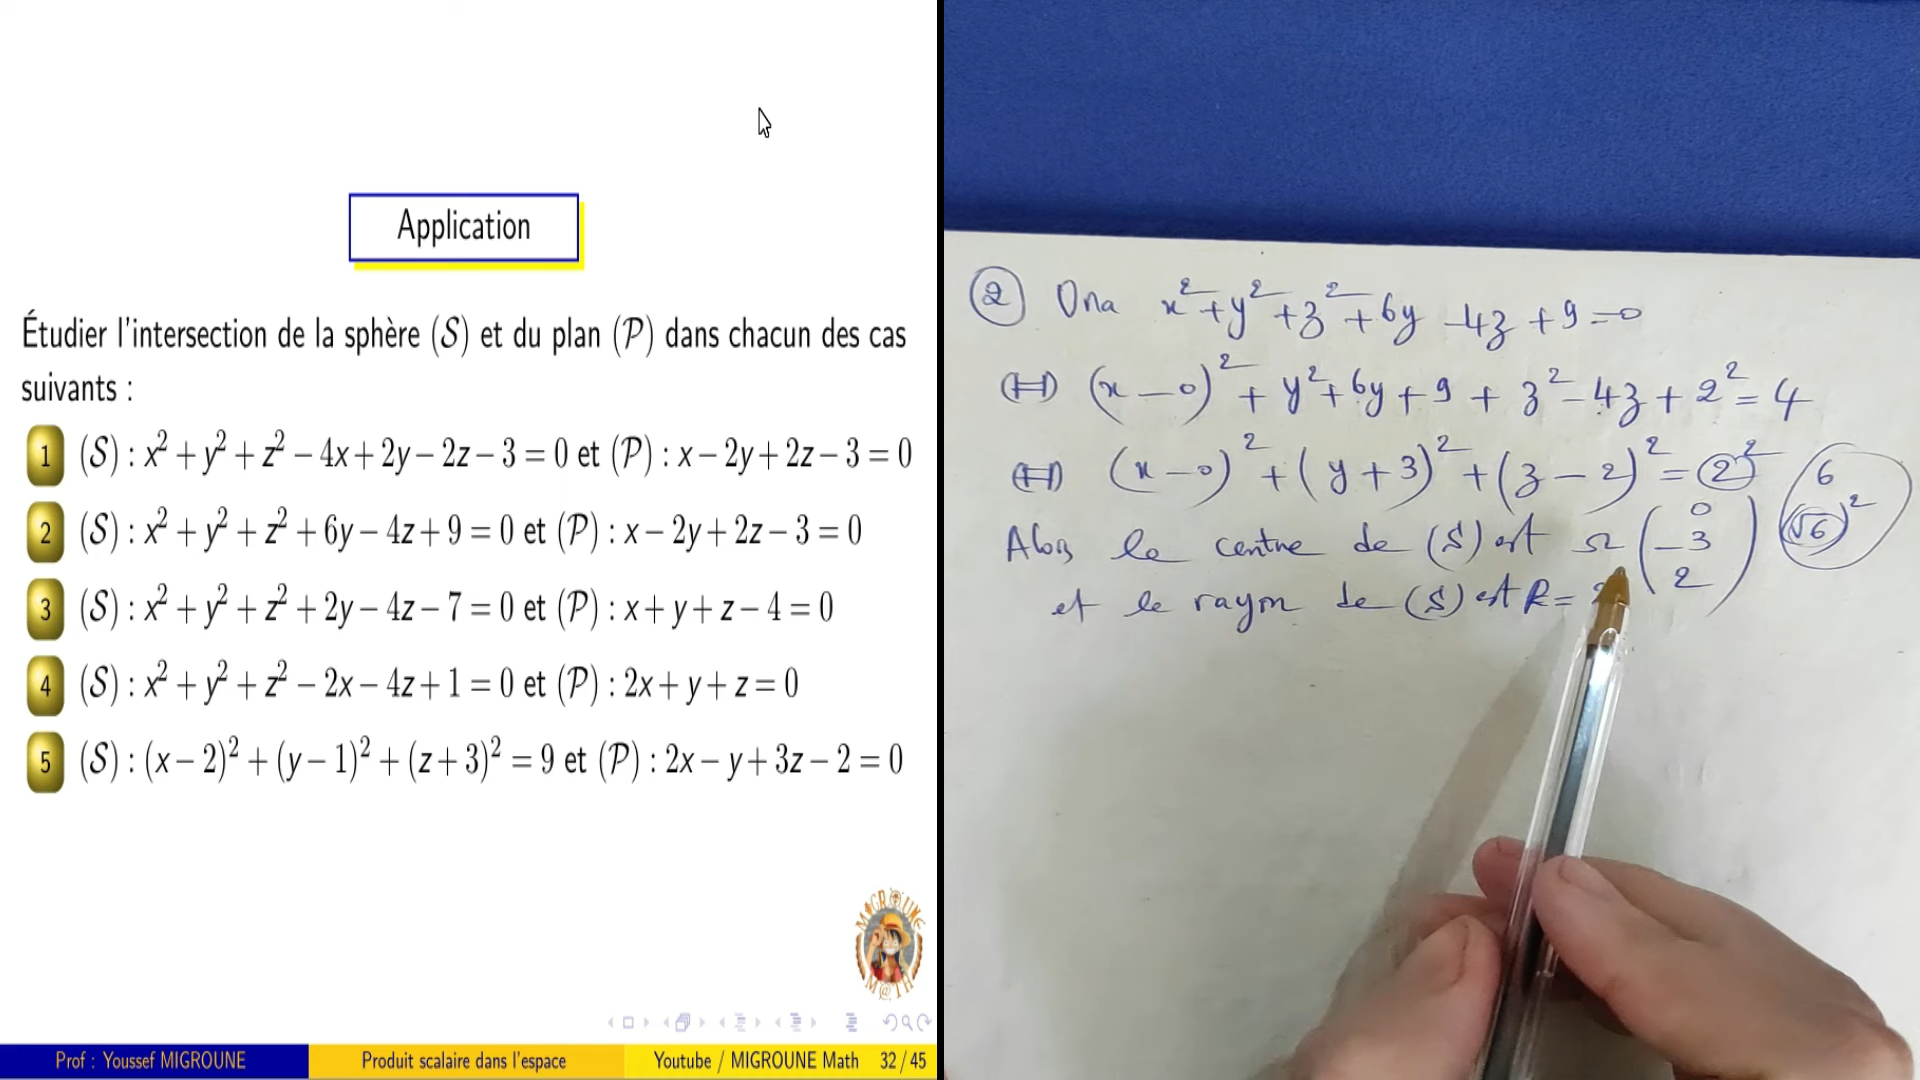 Application
Étudier l'intersection de la sphère (S) et du plan (P) dans chacun des cas
suivants :
1 (S) : x² + y² + z² − 4x + 2y − 2z − 3 = 0 et (P) : x − 2y + 2z − 3 = 0
2 (S) : x² + y² + z² + 6y − 4z + 9 = 0 et (P) : x − 2y + 2z − 3 = 0
3 (S) : x² + y² + z² + 2y − 4z − 7 = 0 et (P) : x + y + z − 4 = 0
4 (S) : x² + y² + z² − 2x − 4z + 1 = 0 et (P) : 2x + y + z = 0
5 (S) : (x − 2)² + (y − 1)² + (z + 3)² = 9 et (P) : 2x − y + 3z − 2 = 0
MIGROUNE
M@TH
Prof : Youssef MIGROUNE Produit scalaire dans l'espace Youtube / MIGROUNE Math 32 / 45
② Ona x² + y² + z² + 6y − 4z + 9 = 0
(⇔) (x − 0)² + y² + 6y + 9 + z² − 4z + 2² = 4
(⇔) (x − 0)² + (y + 3)² + (z − 2)² = 2²
6
(√6)²
Alors le centre de (S) est Ω (0 −3 2)
et le rayon de (S) est R =